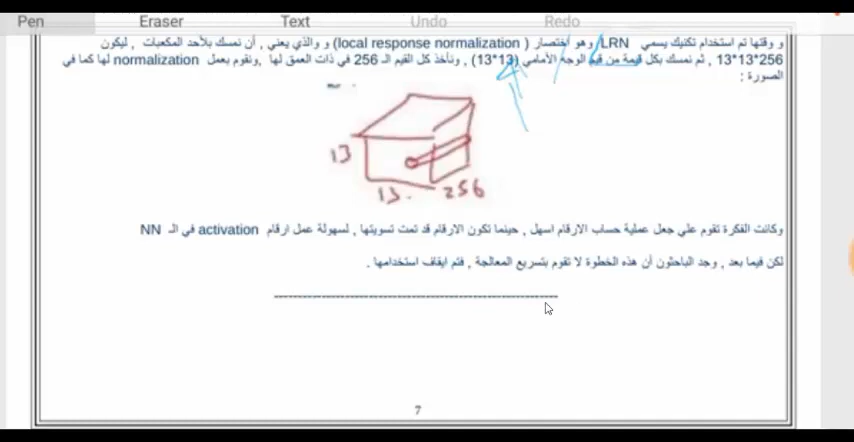 Pen Eraser Text Undo Redo
و وقتها تم استخدام تكنيك يسمي LRN وهو اختصار ( local response normalization) و والذي يعني , أن نمسك بلأحد المكعبات , ليكون
13*13*256 , ثم نمسك بكل قيمة من قيم الوجه الأمامي (13*13) , ونأخذ كل القيم الـ 256 في ذات العمق لها , ونقوم بعمل normalization لها كما في
الصورة :
13
13.
256
وكانت الفكرة تقوم علي جعل عملية حساب الارقام اسهل , حينما تكون الارقام قد تمت تسويتها , لسهولة عمل ارقام activation في الـ NN
لكن فيما بعد , وجد الباحثون أن هذه الخطوة لا تقوم بتسريع المعالجة , فتم ايقاف استخدامها .
7